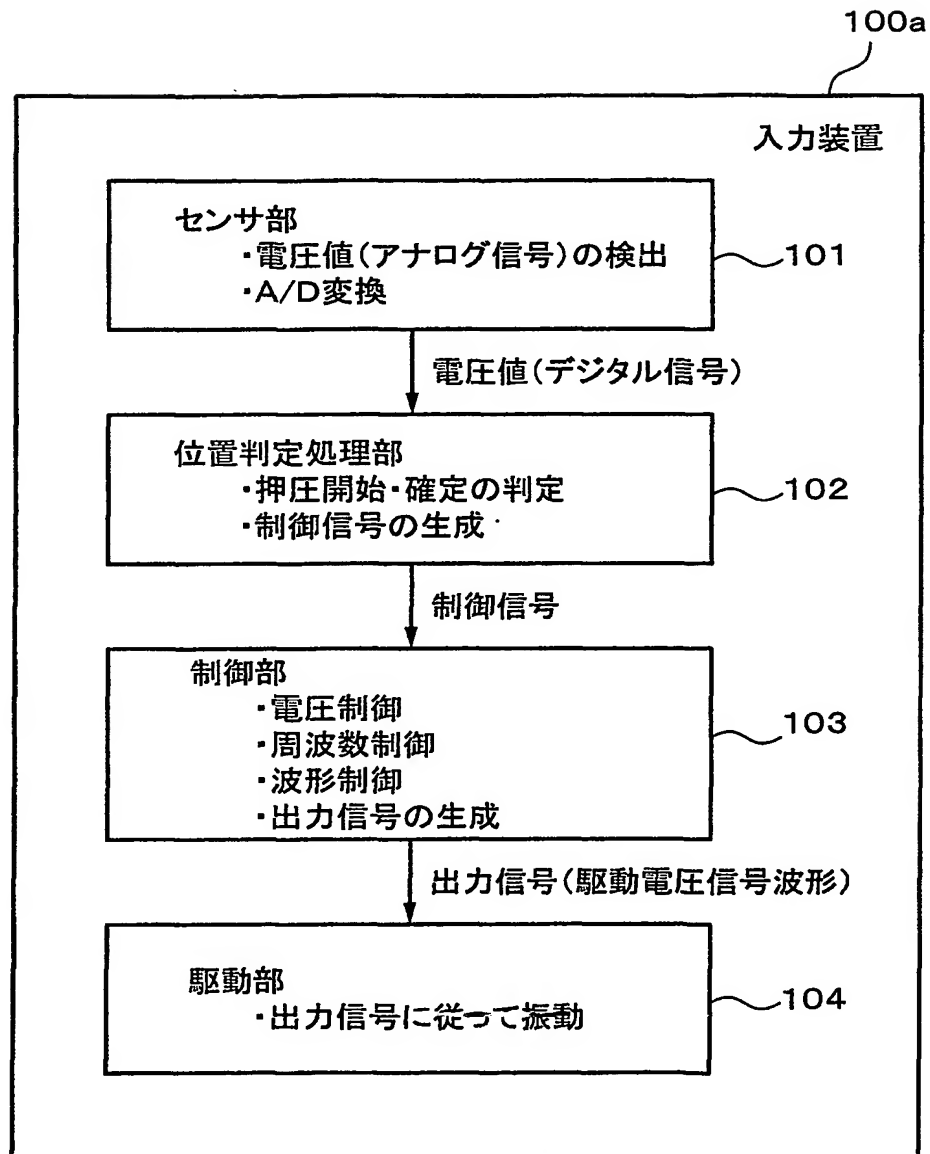 100a
入力装置
センサ部
・電圧値(アナログ信号)の検出
・A/D変換
101
電圧値(デジタル信号)
位置判定処理部
・押圧開始・確定の判定
・制御信号の生成
102
制御信号
制御部
・電圧制御
・周波数制御
・波形制御
・出力信号の生成
103
出力信号(駆動電圧信号波形)
駆動部
・出力信号に従って振動
104